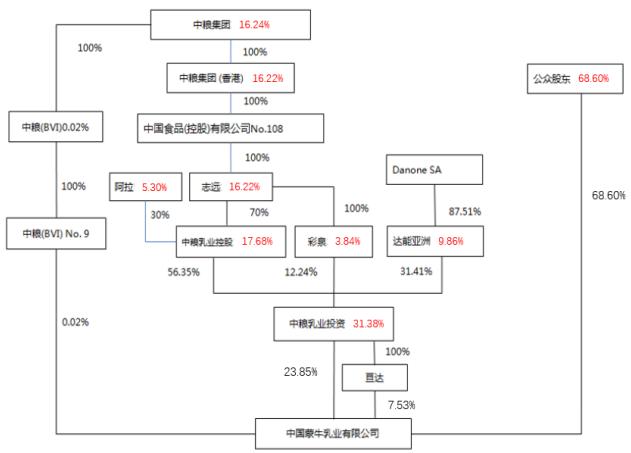 中粮集团 16.24%
100%
100%
中粮集团 (香港) 16.22%
公众股东 68.60%
100%
中粮(BVI)0.02%
中国食品(控股)有限公司No.108
100%
Danone SA
100%
阿拉 5.30%
志远 16.22%
100%
87.51%
68.60%
30%
70%
中粮(BVI) No. 9
中粮乳业控股 17.68%
彩泉 3.84%
达能亚洲 9.86%
56.35%
12.24%
31.41%
0.02%
中粮乳业投资 31.38%
100%
23.85%
亘达
7.53%
中国蒙牛乳业有限公司